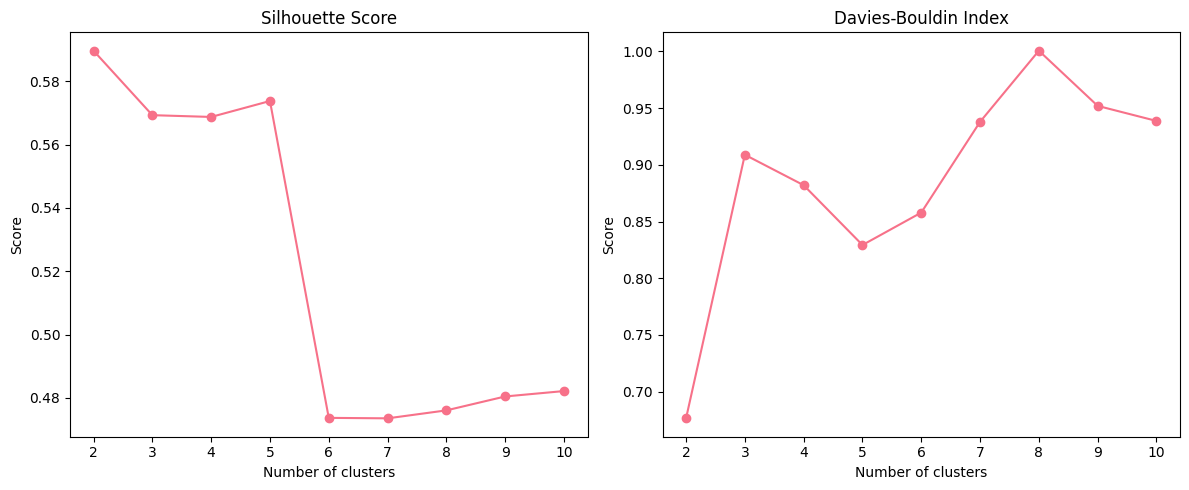 Silhouette Score
Score
0.58
0.56
0.54
0.52
0.50
0.48
2 3 4 5 6 7 8 9 10
Number of clusters
Davies-Bouldin Index
Score
1.00
0.95
0.90
0.85
0.80
0.75
0.70
2 3 4 5 6 7 8 9 10
Number of clusters